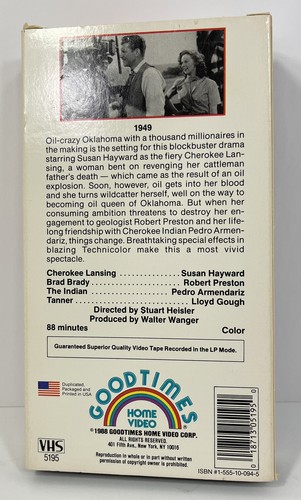 1949
Oil-crazy Oklahoma with a thousand millionaires in
the making is the setting for this blockbuster drama
starring Susan Hayward as the fiery Cherokee Lan-
sing, a woman bent on revenging her cattleman
father's death — which came as the result of an oil
explosion. Soon, however, oil gets into her blood
and she turns wildcatter herself, well on the way to
becoming oil queen of Oklahoma. But when her
consuming ambition threatens to destroy her en-
gagement to geologist Robert Preston and her life-
long friendship with Cherokee Indian Pedro Armen-
dariz, things change. Breathtaking special effects in
blazing Technicolor make this a most vivid
spectacle.
Cherokee Lansing .................. Susan Hayward
Brad Brady ......................... Robert Preston
The Indian ...................... Pedro Armendariz
Tanner ............................... Lloyd Gough
Directed by Stuart Heisler
Produced by Walter Wanger
88 minutes Color
Guaranteed Superior Quality Video Tape Recorded in the LP Mode.
Duplicated,
Packaged and
Printed in USA
GOODTIMES
HOME
VIDEO™
© 1988 GOODTIMES HOME VIDEO CORP.
ALL RIGHTS RESERVED.
401 Fifth Ave., New York, NY 10016
Reproduction in whole or in part without written
permission of copyright owner is prohibited.
VHS
5195
0 18713 05195 0
ISBN #1-555-10-094-5